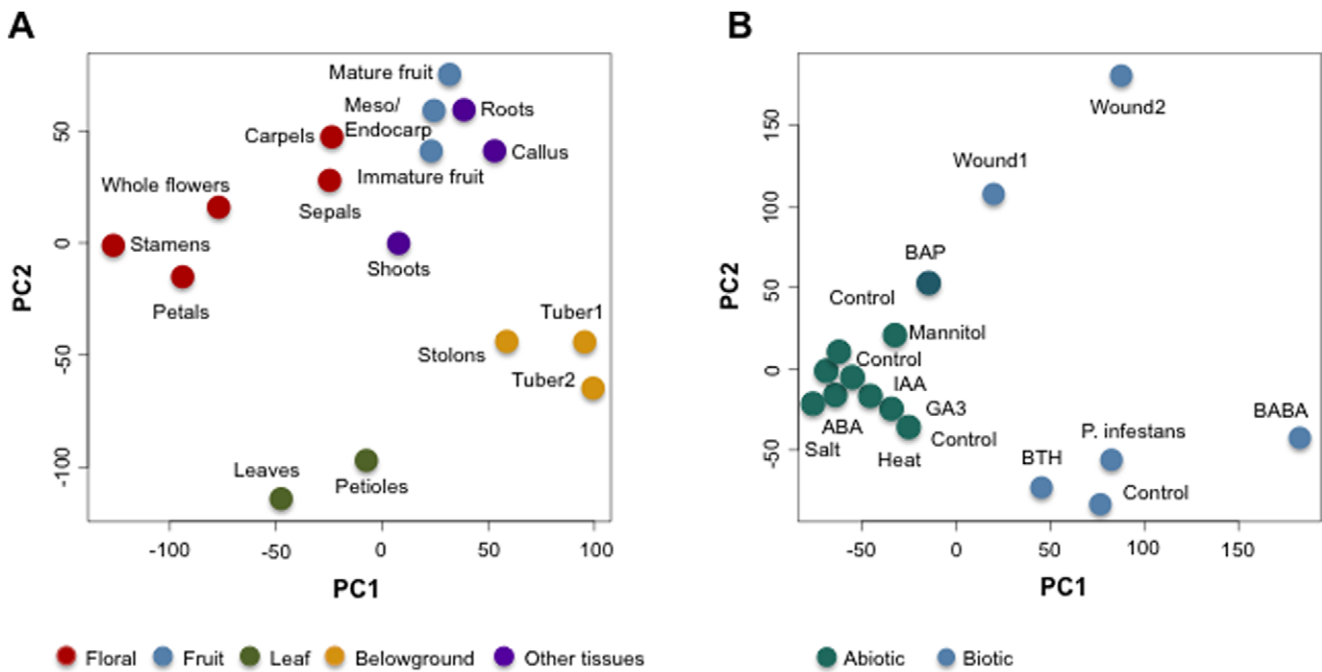 A
B
Mature fruit
Meso/
Endocarp
Roots
Carpels
Callus
Immature fruit
Whole flowers
Sepals
Stamens
Shoots
Petals
Tuber1
Stolons
Tuber2
Leaves
Petioles
50
0
-50
-100
PC2
-100
-50
0
50
100
PC1
Floral
Fruit
Leaf
Belowground
Other tissues
Wound2
Wound1
BAP
Control
Mannitol
Control
IAA
GA3
ABA
Control
Salt
Heat
BABA
P. infestans
BTH
Control
150
100
50
0
-50
PC2
-50
0
50
100
150
PC1
Abiotic
Biotic